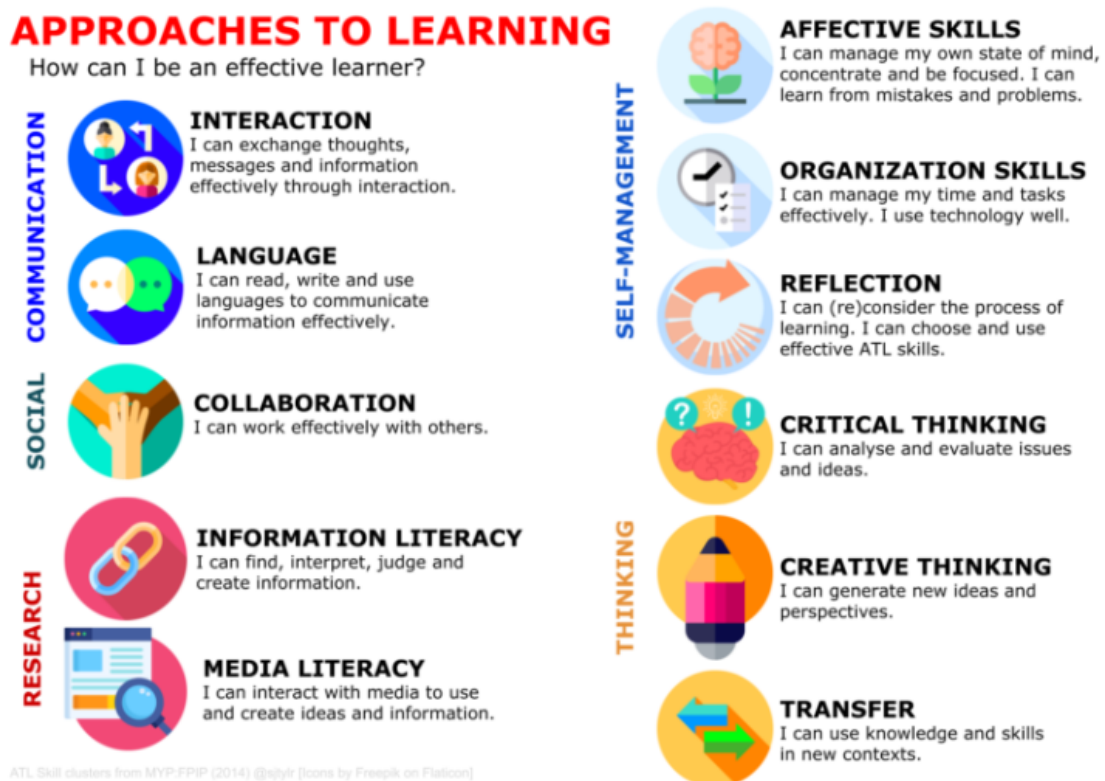 APPROACHES TO LEARNING
How can I be an effective learner?
COMMUNICATION
INTERACTION
I can exchange thoughts,
messages and information
effectively through interaction.
LANGUAGE
I can read, write and use
languages to communicate
information effectively.
SOCIAL
COLLABORATION
I can work effectively with others.
RESEARCH
INFORMATION LITERACY
I can find, interpret, judge and
create information.
MEDIA LITERACY
I can interact with media to use
and create ideas and information.
ATL Skill clusters from MYP:FPIP (2014) @sjtylr [Icons by Freepik on Flaticon]
SELF-MANAGEMENT
AFFECTIVE SKILLS
I can manage my own state of mind,
concentrate and be focused. I can
learn from mistakes and problems.
ORGANIZATION SKILLS
I can manage my time and tasks
effectively. I use technology well.
REFLECTION
I can (re)consider the process of
learning. I can choose and use
effective ATL skills.
THINKING
?
!
CRITICAL THINKING
I can analyse and evaluate issues
and ideas.
CREATIVE THINKING
I can generate new ideas and
perspectives.
TRANSFER
I can use knowledge and skills
in new contexts.